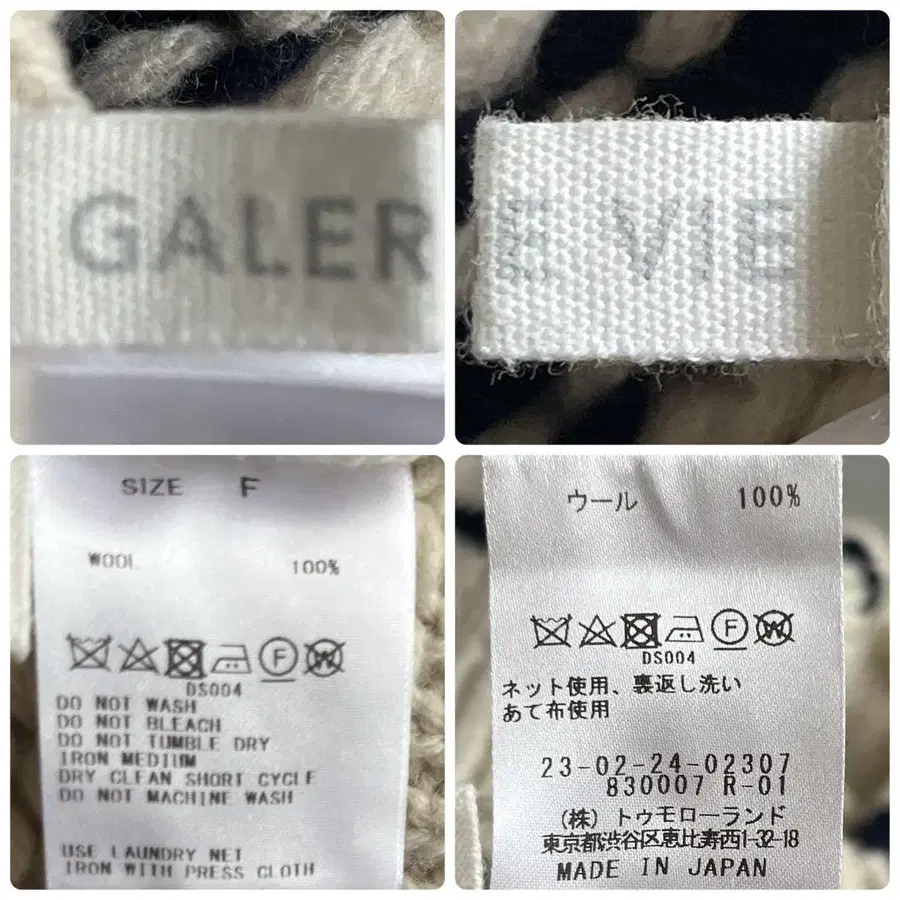 GALER
E VIE
SIZE F
WOOL 100%
DS004
DO NOT WASH
DO NOT BLEACH
DO NOT TUMBLE DRY
IRON MEDIUM
DRY CLEAN SHORT CYCLE
DO NOT MACHINE WASH
USE LAUNDRY NET
IRON WITH PRESS CLOTH
ウール 100%
F
DS004
ネット使用、裏返し洗い
あて布使用
23-02-24-02307
830007 R-01
(株)トゥモローランド
東京都渋谷区恵比寿西1-32-18
MADE IN JAPAN